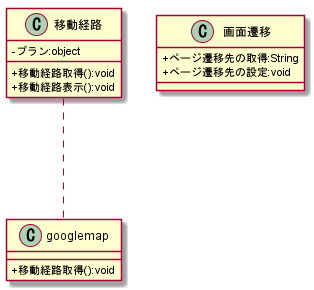 C 移動経路
-プラン:object
+移動経路取得():void
+移動経路表示():void
C 画面遷移
+ページ遷移先の取得:String
+ページ遷移先の設定:void
C googlemap
+移動経路取得():void